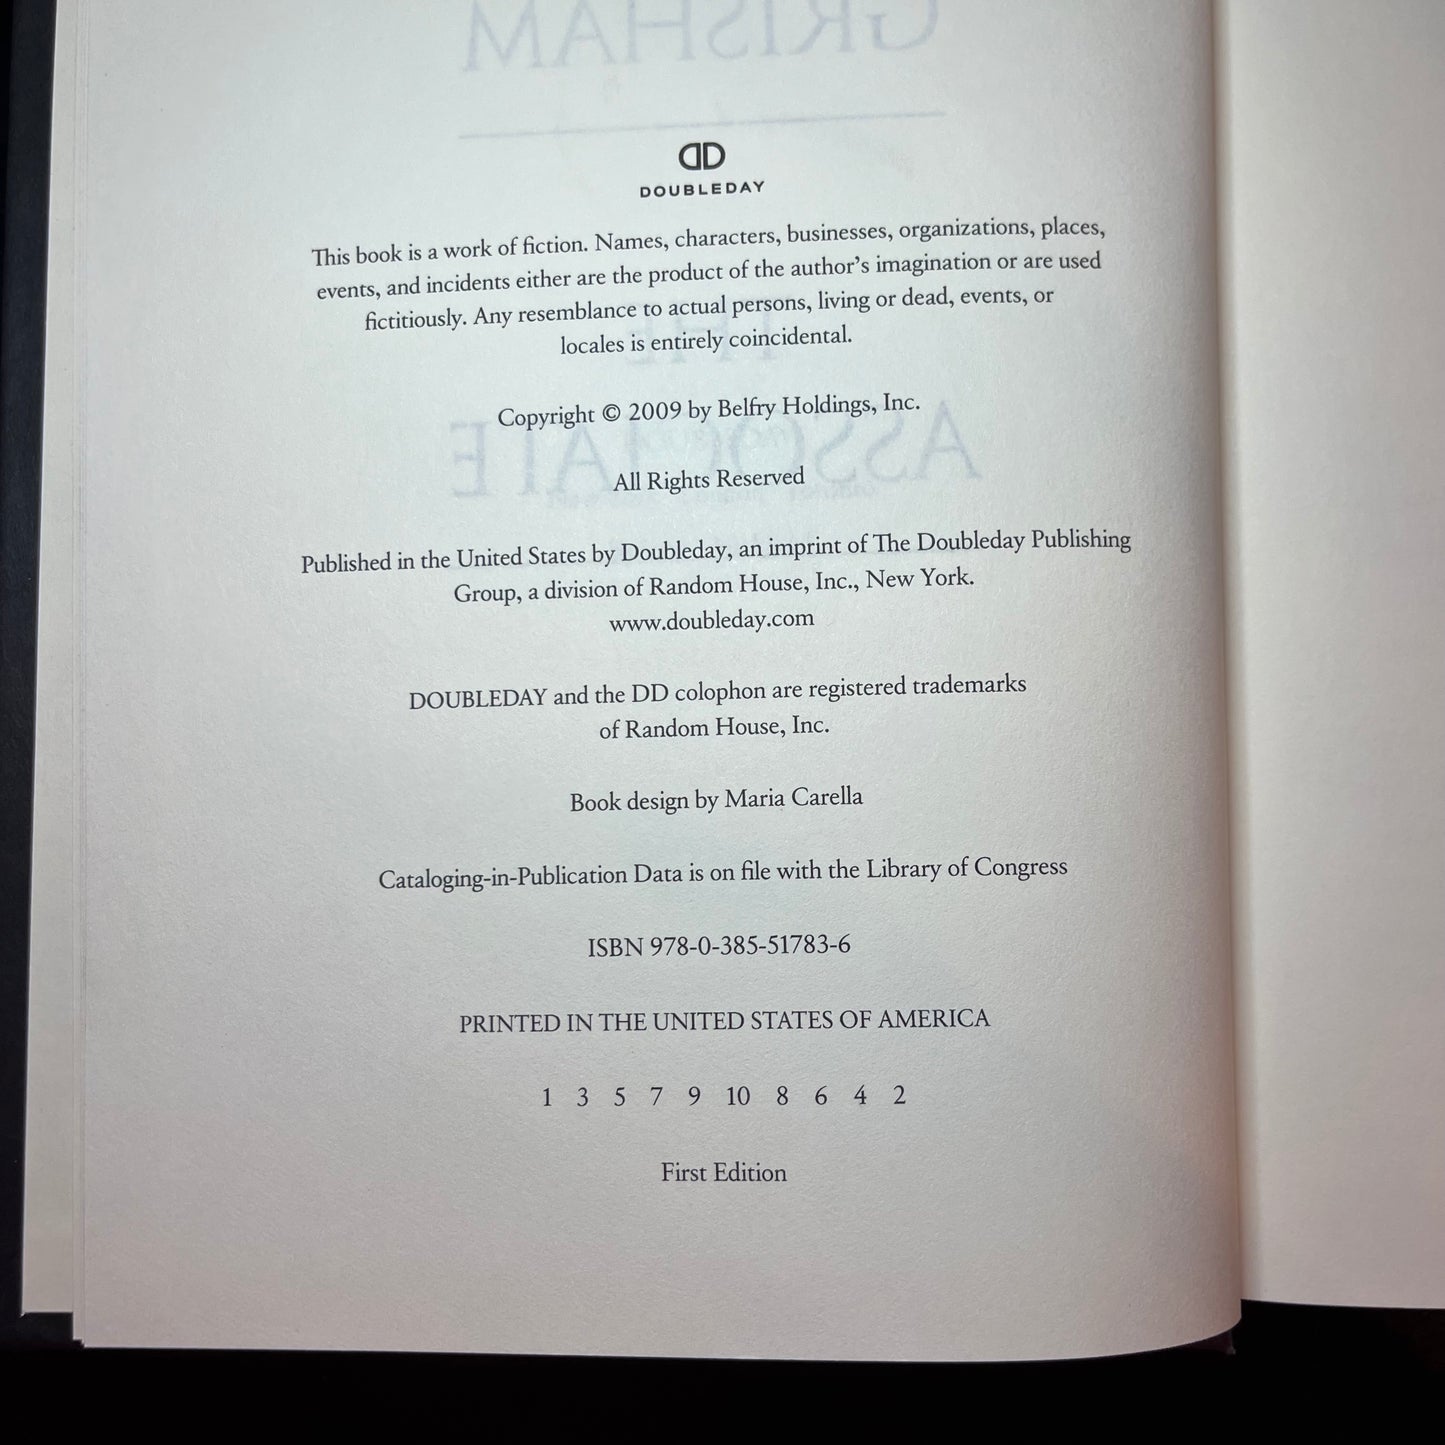 GRISHAM
DD
DOUBLEDAY
This book is a work of fiction. Names, characters, businesses, organizations, places,
events, and incidents either are the product of the author's imagination or are used
fictitiously. Any resemblance to actual persons, living or dead, events, or
locales is entirely coincidental.
THE
Copyright © 2009 by Belfry Holdings, Inc.
ASSOCIATE
All Rights Reserved
Published in the United States by Doubleday, an imprint of The Doubleday Publishing
Group, a division of Random House, Inc., New York.
www.doubleday.com
DOUBLEDAY and the DD colophon are registered trademarks
of Random House, Inc.
Book design by Maria Carella
Cataloging-in-Publication Data is on file with the Library of Congress
ISBN 978-0-385-51783-6
PRINTED IN THE UNITED STATES OF AMERICA
1 3 5 7 9 10 8 6 4 2
First Edition